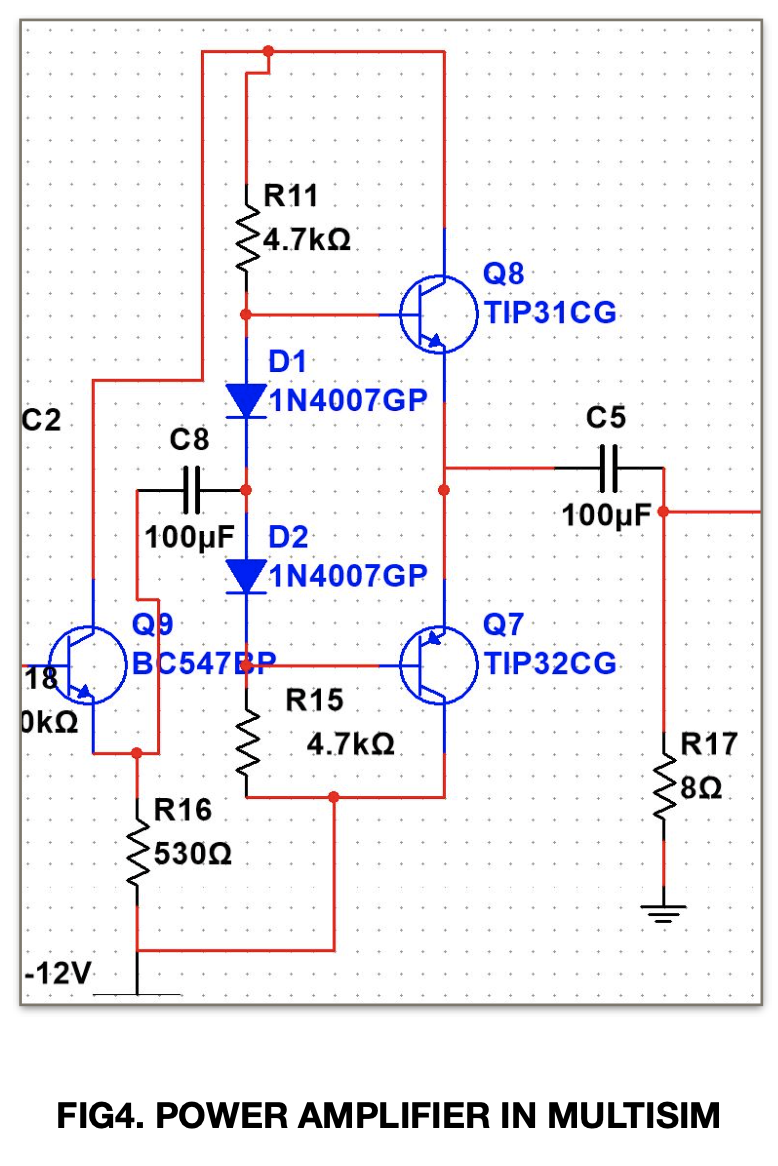 R11
4.7kΩ
Q8
TIP31CG
D1
1N4007GP
C2
C8
100µF
C5
100µF
D2
1N4007GP
Q9
BC547BP
Q7
TIP32CG
18
0kΩ
R15
4.7kΩ
R17
8Ω
R16
530Ω
-12V
FIG4. POWER AMPLIFIER IN MULTISIM